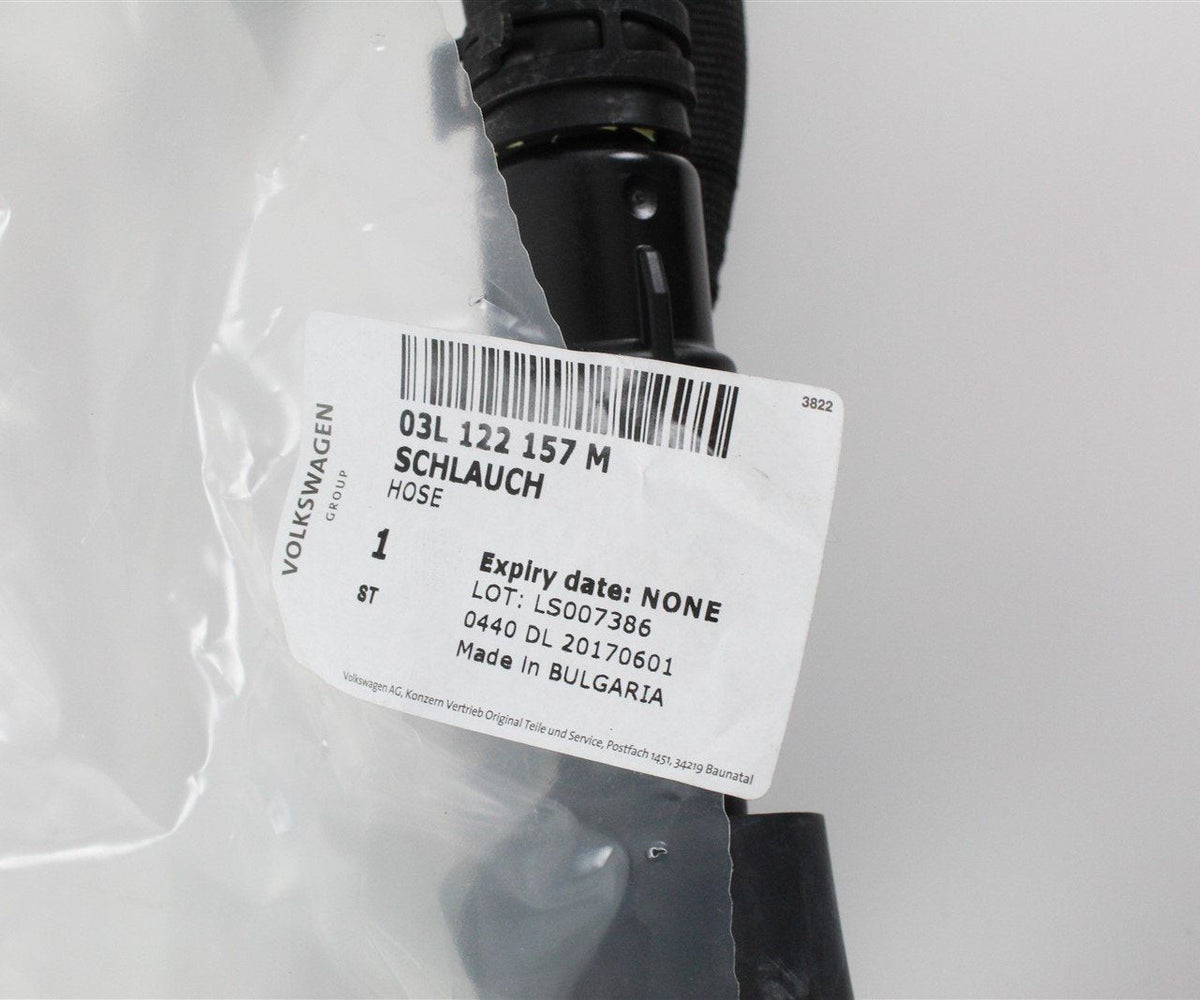 3822
03L 122 157 M
SCHLAUCH
HOSE
VOLKSWAGEN
GROUP
1
ST
Expiry date: NONE
LOT: LS007386
0440 DL 20170601
Made in BULGARIA
Volkswagen AG, Konzern Vertrieb Original Teile und Service, Postfach 1451, 34219 Baunatal